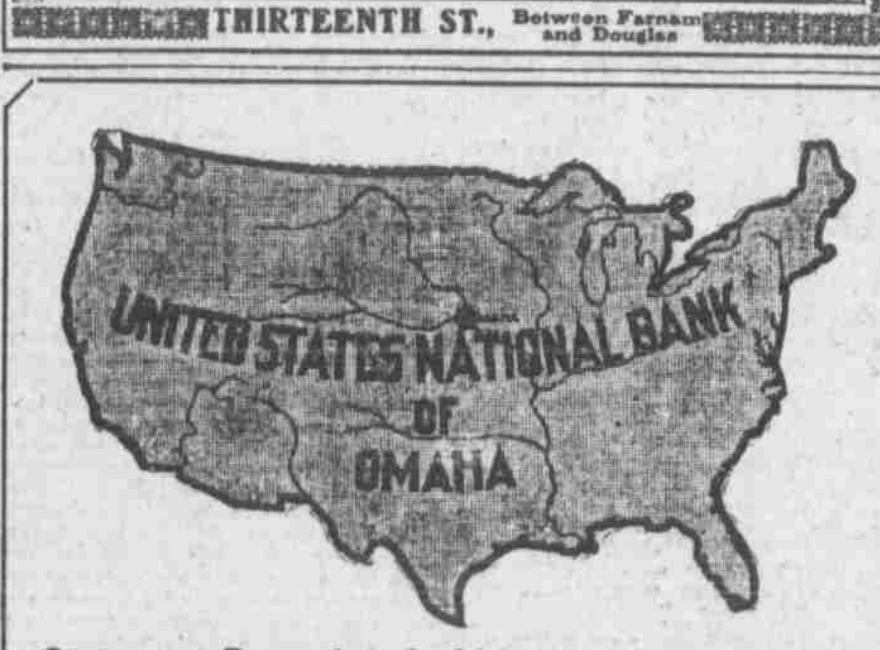 THIRTEENTH ST.,
Between Farnam
and Douglas
UNITED STATES NATIONAL BANK
OF
OMAHA